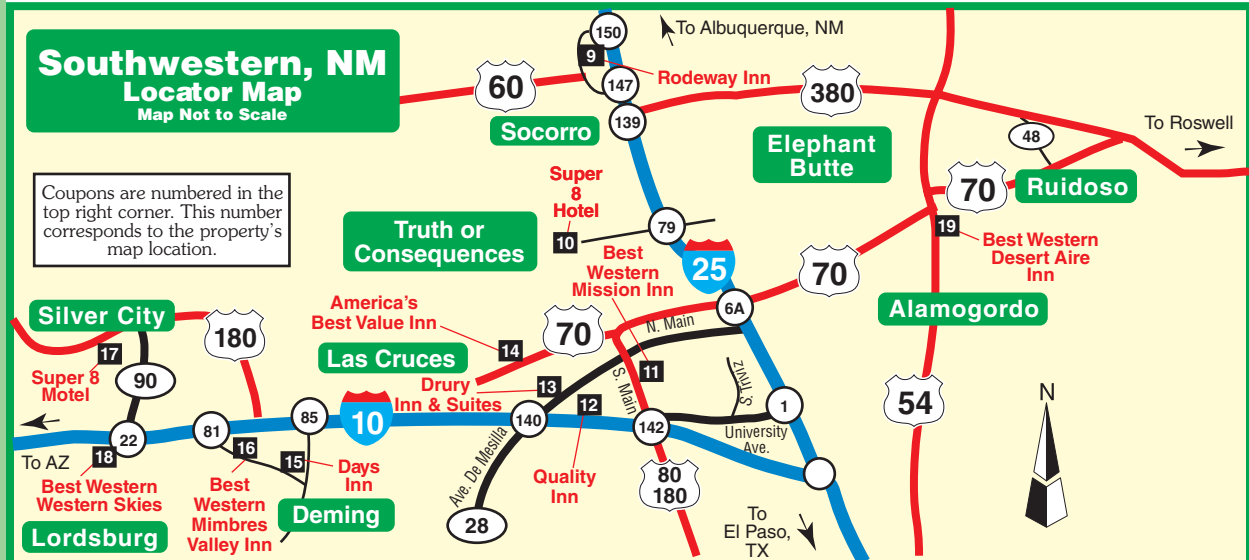 Southwestern, NM
Locator Map
Map Not to Scale
Coupons are numbered in the
top right corner. This number
corresponds to the property's
map location.
To Albuquerque, NM
150
9
Rodeway Inn
147
60
139
Socorro
380
Elephant
Butte
48
To Roswell
70
Ruidoso
Super
8
Hotel
10
79
Truth or
Consequences
25
Best
Western
Mission Inn
19
Best Western
Desert Aire
Inn
70
Alamogordo
6A
America's
Best Value Inn
14
70
N. Main
Las Cruces
Silver City
180
17
Super 8
Motel
90
Drury
Inn & Suites
13
11
S. Main
S. Triviz
12
1
54
N
22
81
85
10
140
142
University
Ave.
To AZ
18
Best Western
Western Skies
Lordsburg
16
Best
Western
Mimbres
Valley Inn
15
Days
Inn
Deming
Ave. De Mesilla
28
Quality
Inn
80
180
To
El Paso,
TX